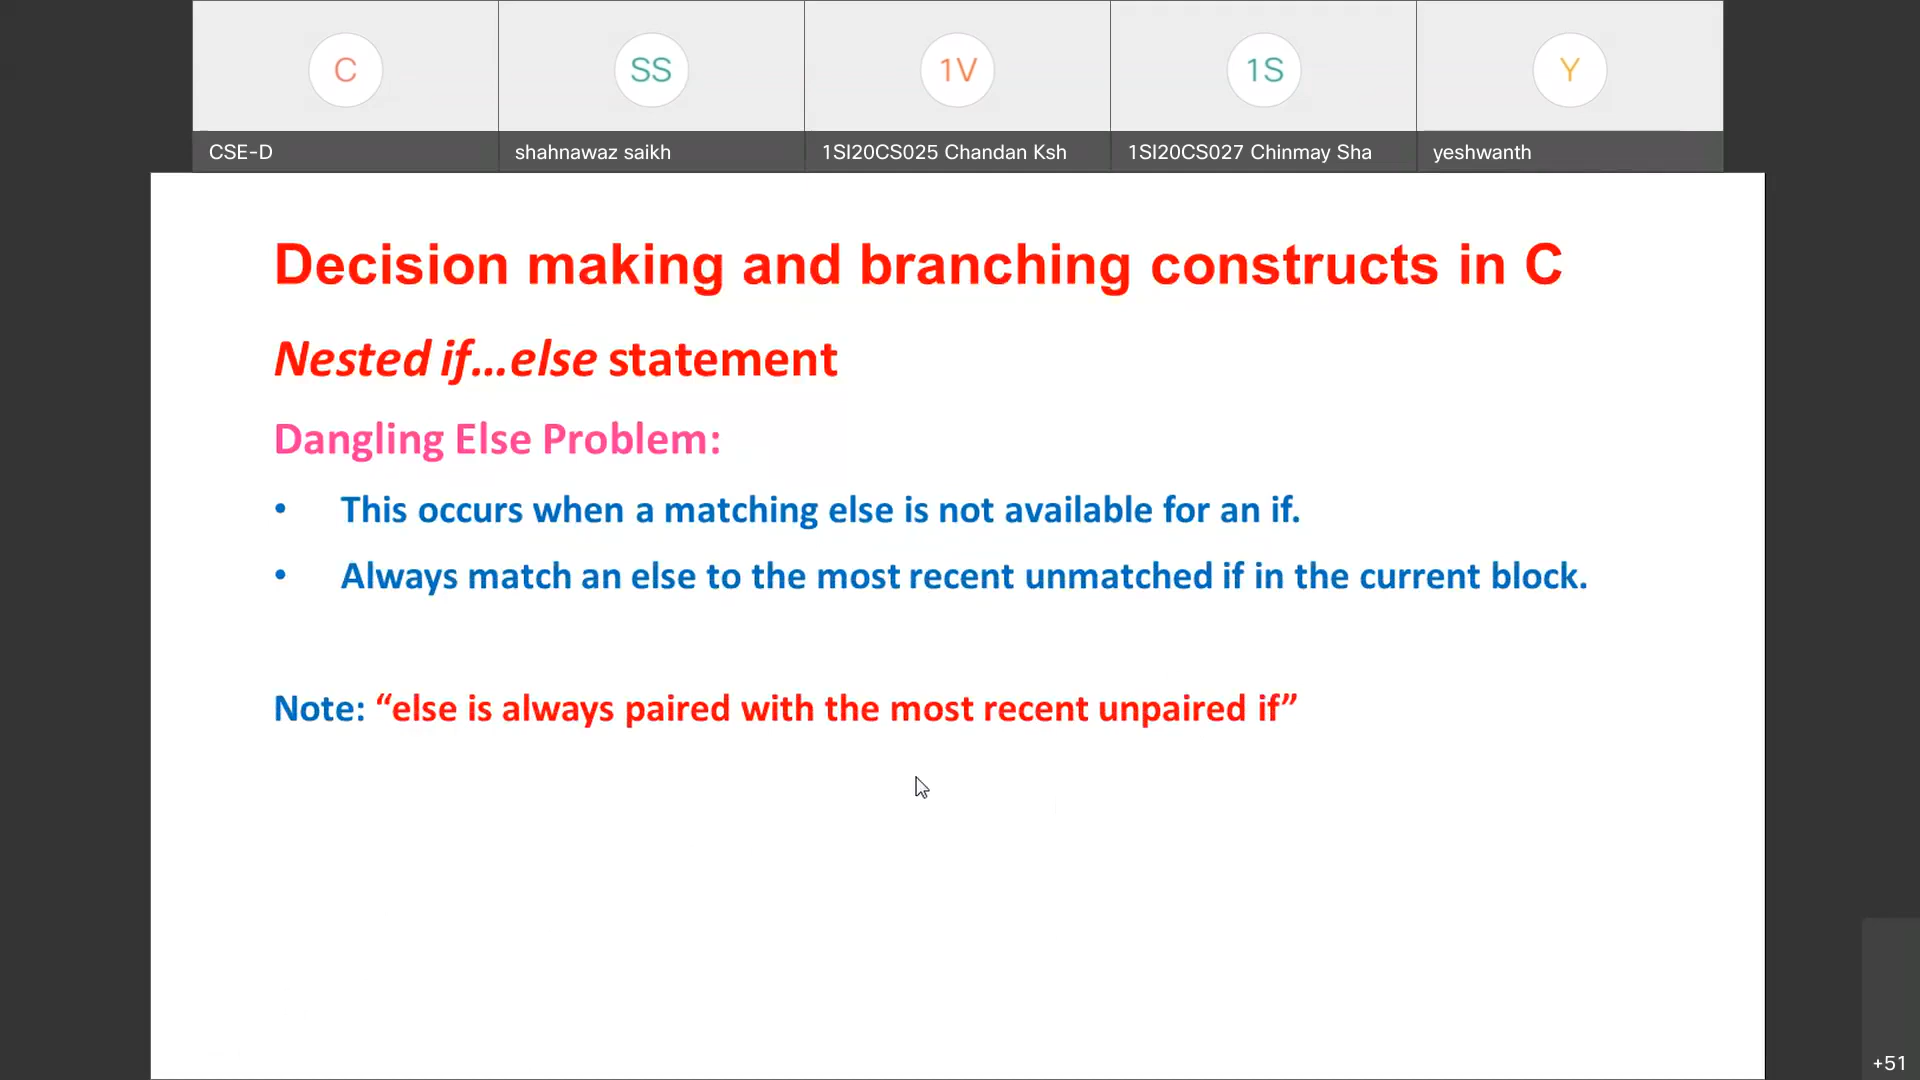 C
SS
1V
1S
Y
CSE-D
shahnawaz saikh
1SI20CS025 Chandan Ksh
1SI20CS027 Chinmay Sha
yeshwanth
Decision making and branching constructs in C
Nested if...else statement
Dangling Else Problem:
• This occurs when a matching else is not available for an if.
• Always match an else to the most recent unmatched if in the current block.
Note: “else is always paired with the most recent unpaired if”
+51